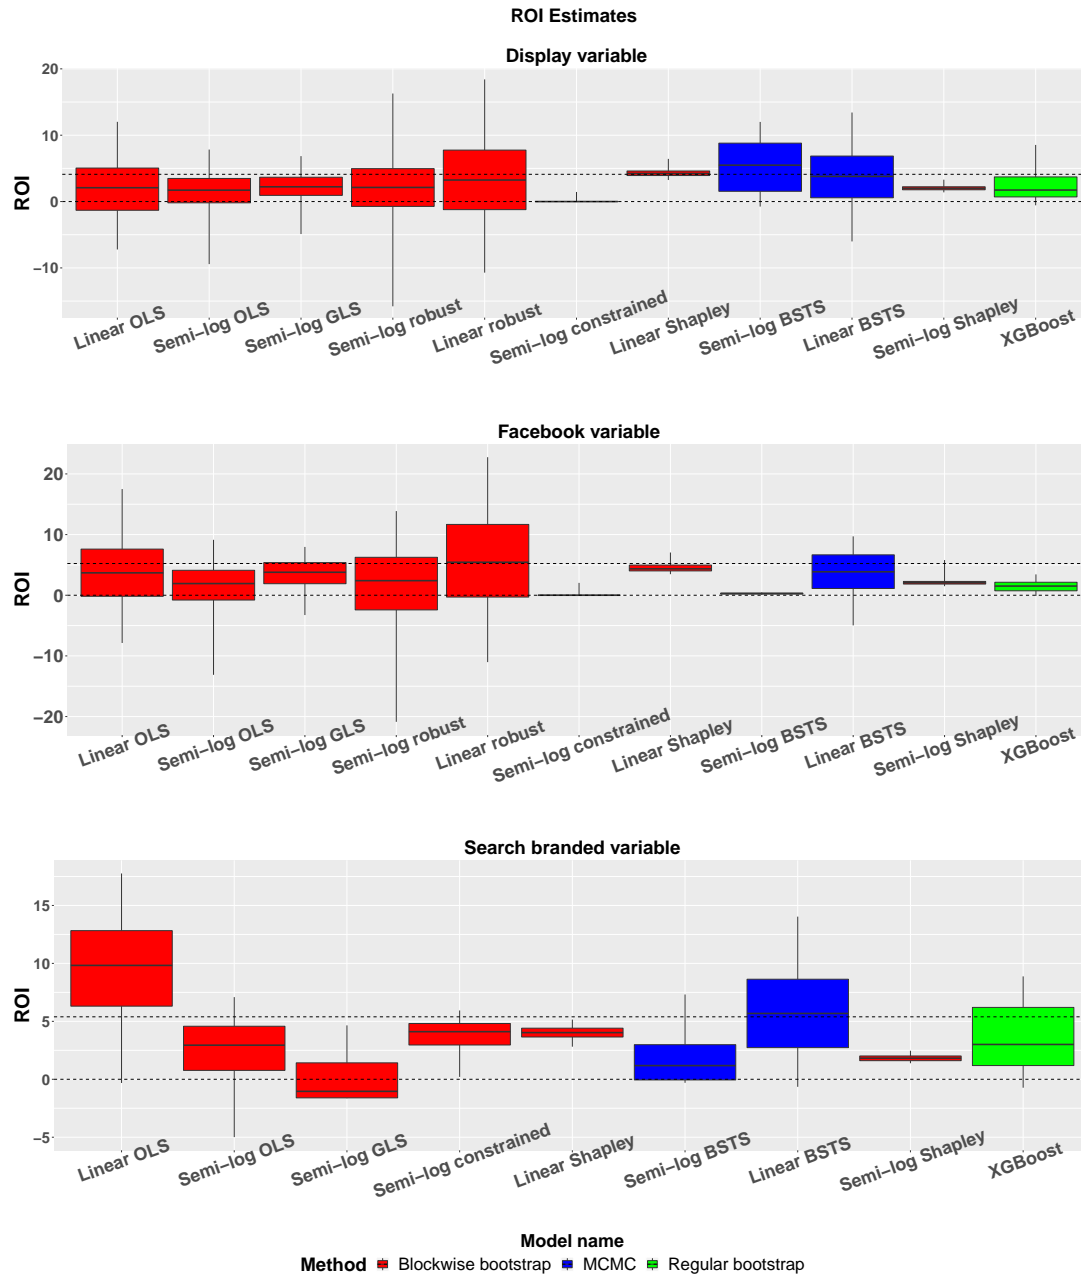 ROI Estimates
Display variable
20
10
0
−10
ROI
Linear OLS
Semi−log OLS
Semi−log GLS
Semi−log robust
Linear robust
Semi−log constrained
Linear Shapley
Semi−log BSTS
Linear BSTS
Semi−log Shapley
XGBoost
Facebook variable
20
10
0
−10
−20
ROI
Linear OLS
Semi−log OLS
Semi−log GLS
Semi−log robust
Linear robust
Semi−log constrained
Linear Shapley
Semi−log BSTS
Linear BSTS
Semi−log Shapley
XGBoost
Search branded variable
15
10
5
0
−5
ROI
Linear OLS
Semi−log OLS
Semi−log GLS
Semi−log constrained
Linear Shapley
Semi−log BSTS
Linear BSTS
Semi−log Shapley
XGBoost
Model name
Method Blockwise bootstrap MCMC Regular bootstrap